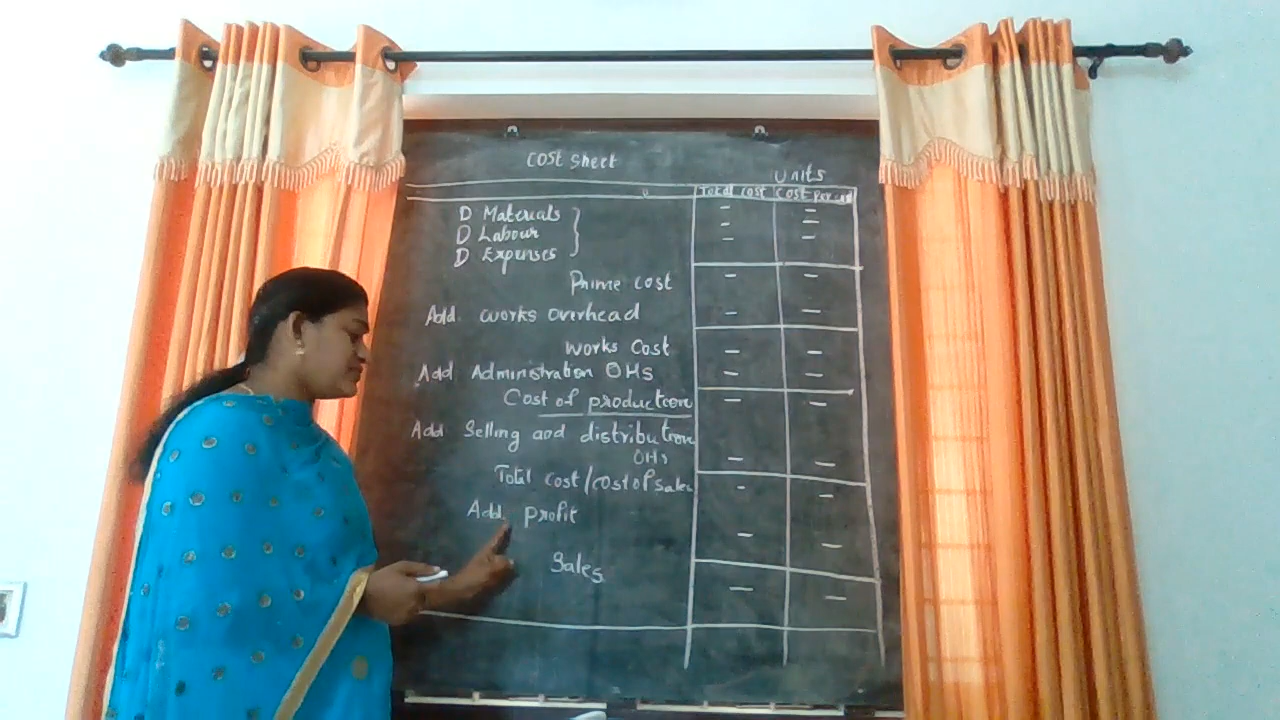 Cost Sheet
Units
Total cost Cost per
D Materials
D Labour
D Expenses
Prime cost
Add. works overhead
Works Cost
Add Administration OHs
Cost of production
Add Selling and distribution
OHs
Total cost/cost of sales
Add. Profit
Sales